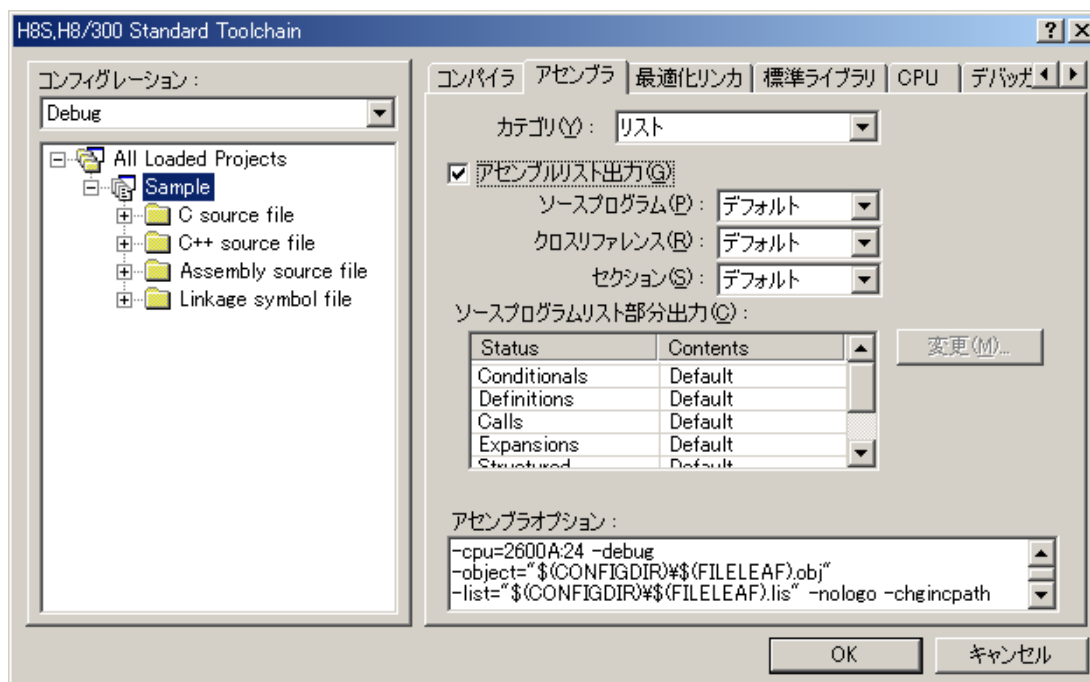 H8S,H8/300 Standard Toolchain
コンフィグレーション :
Debug
All Loaded Projects
Sample
C source file
C++ source file
Assembly source file
Linkage symbol file
コンパイラ アセンブラ 最適化リンカ 標準ライブラリ CPU デバッガ
カテゴリ(Y) : リスト
アセンブルリスト出力(G)
ソースプログラム(P) : デフォルト
クロスリファレンス(R) : デフォルト
セクション(S) : デフォルト
ソースプログラムリスト部分出力(C) :
Status Contents
変更(M)...
Conditionals Default
Definitions Default
Calls Default
Expansions Default
Structured Default
アセンブラオプション :
-cpu=2600A:24 -debug
-object="$(CONFIGDIR)¥$(FILELEAF).obj"
-list="$(CONFIGDIR)¥$(FILELEAF).lis" -nologo -chgincpath
OK キャンセル